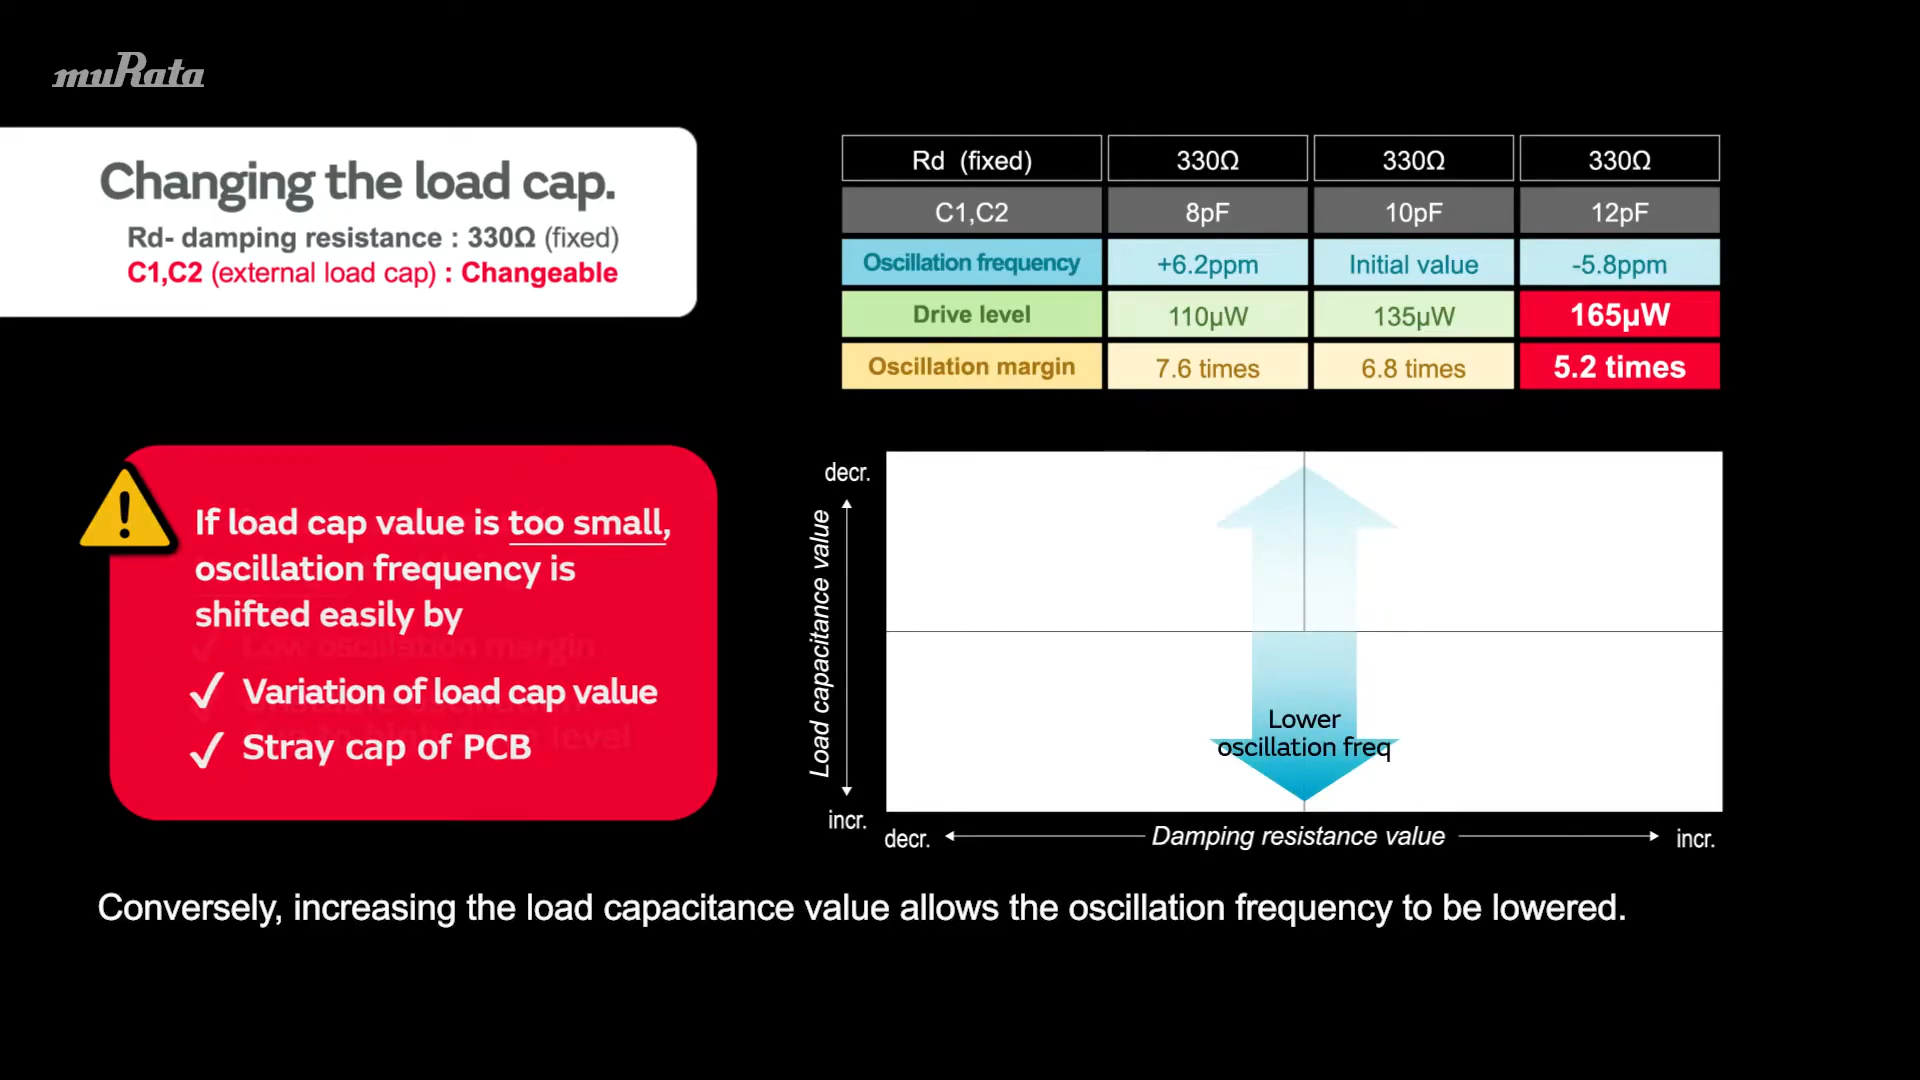 muRata
Changing the load cap.
Rd- damping resistance : 330Ω (fixed)
C1,C2 (external load cap) : Changeable
Rd (fixed) 330Ω 330Ω 330Ω
C1,C2 8pF 10pF 12pF
Oscillation frequency +6.2ppm Initial value -5.8ppm
Drive level 110µW 135µW 165µW
Oscillation margin 7.6 times 6.8 times 5.2 times
If load cap value is too small,
oscillation frequency is
shifted easily by
Low oscillation margin
✓ Variation of load cap value
✓ Stray cap of PCB
decr.
Load capacitance value
incr.
Lower
oscillation freq
decr. Damping resistance value incr.
Conversely, increasing the load capacitance value allows the oscillation frequency to be lowered.